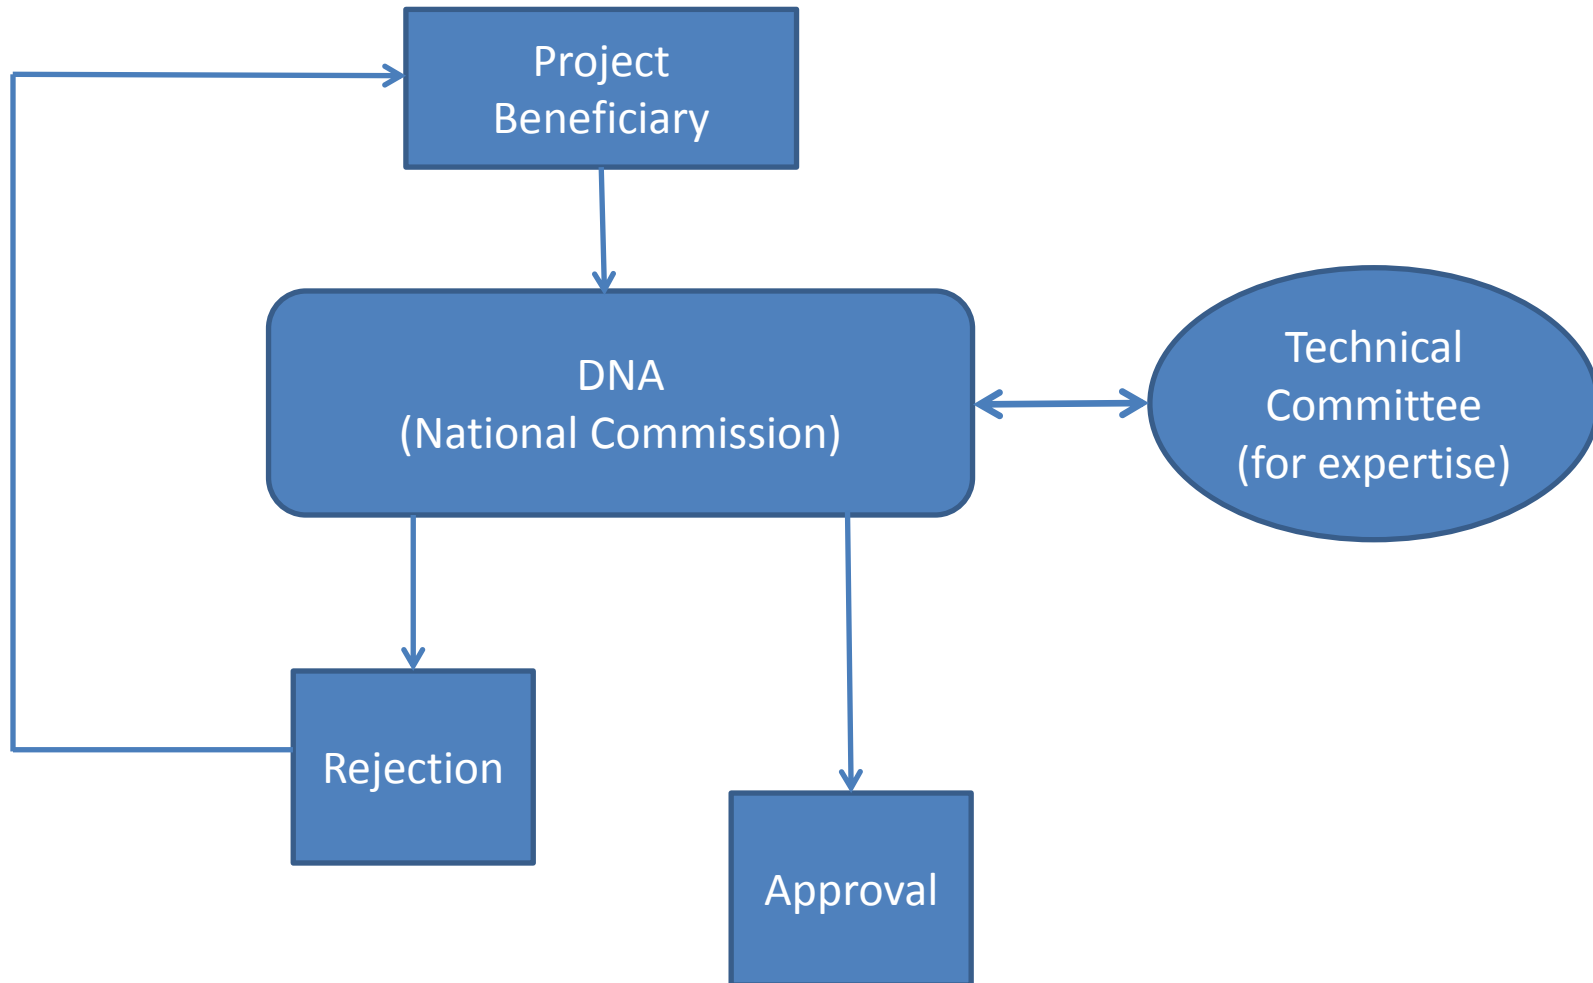 Project
Beneficiary
DNA
(National Commission)
Technical
Committee
(for expertise)
Rejection
Approval